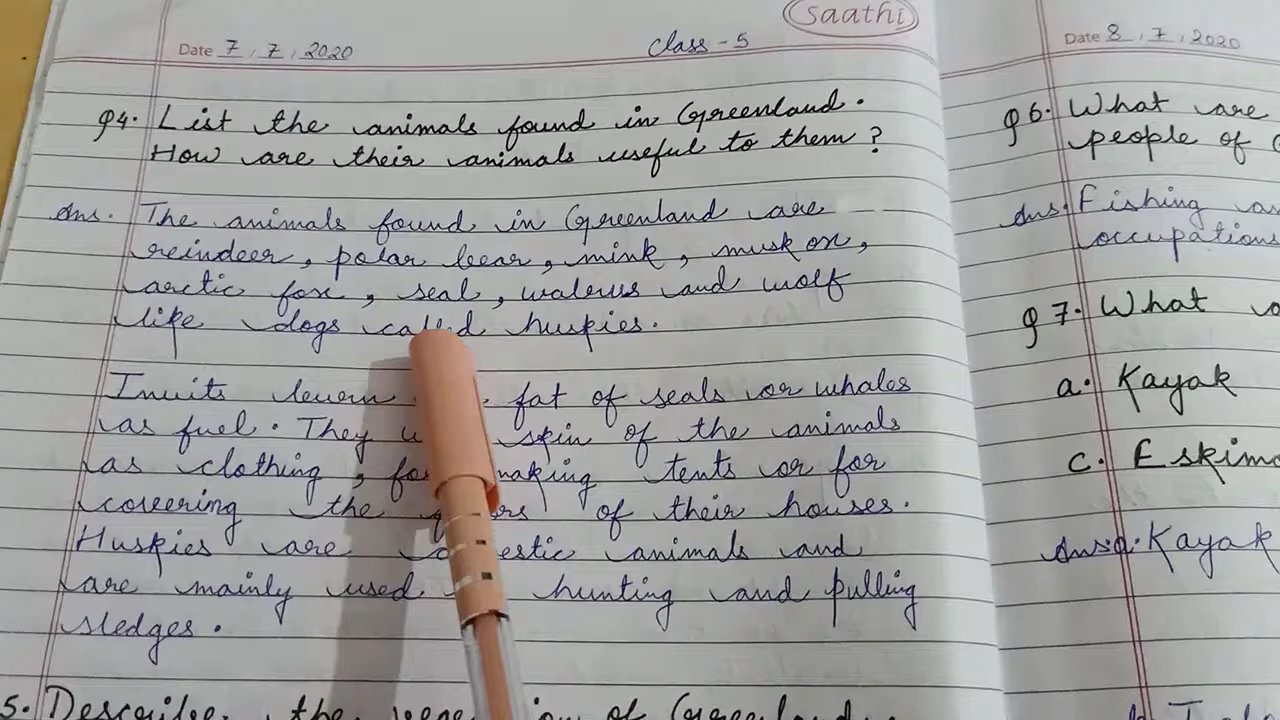 Saathi
Date 7, 7, 2020
Class - 5
Q4. List the animals found in Greenland.
How are their animals useful to them?
Ans. The animals found in Greenland are
reindeer, polar bear, mink, musk ox,
arctic fox, seal, walrus and wolf
like dogs called huskies.
Inuits fat of seals or whales
as fuel. They skin of the animals
as clothing, making tents or for
covering the of their houses.
Huskies are animals and
are mainly used hunting and pulling
sledges.
5. Describe the of Greenland
Date 8, 7, 2020
Q6. What are
people of
Ans. Fishing
occupations
Q7. What
a. Kayak
c. Eskimo
Ans a. Kayak